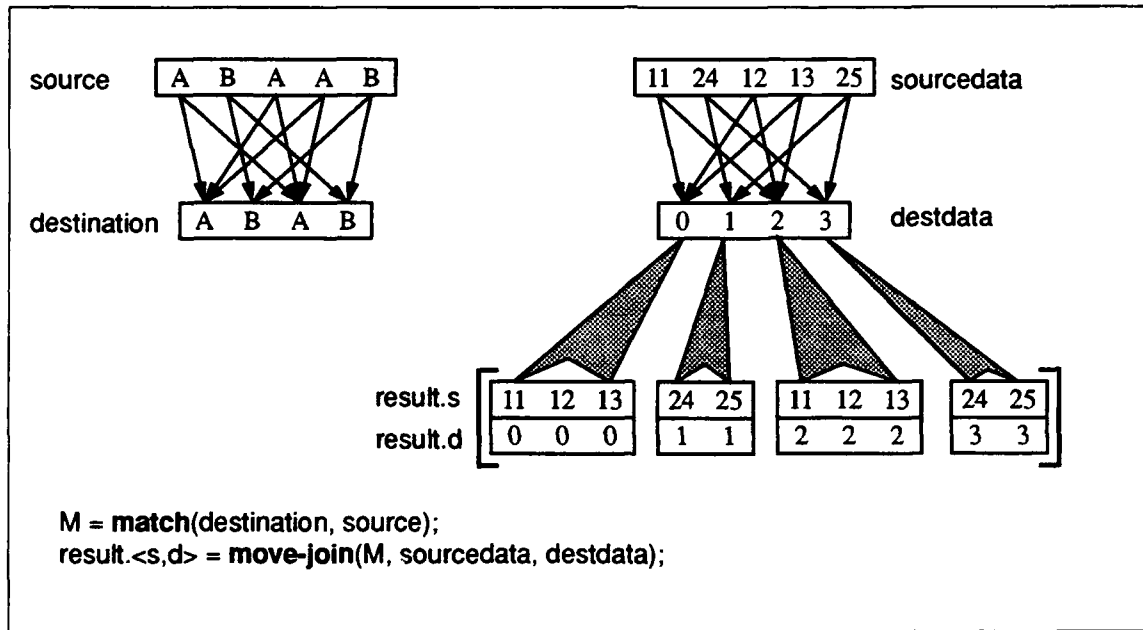 source A B A A B 11 24 12 13 25 sourcedata
destination A B A B 0 1 2 3 destdata
result.s 11 12 13 24 25 11 12 13 24 25
result.d 0 0 0 1 1 2 2 2 3 3
M = match(destination, source);
result.<s,d> = move-join(M, sourcedata, destdata);